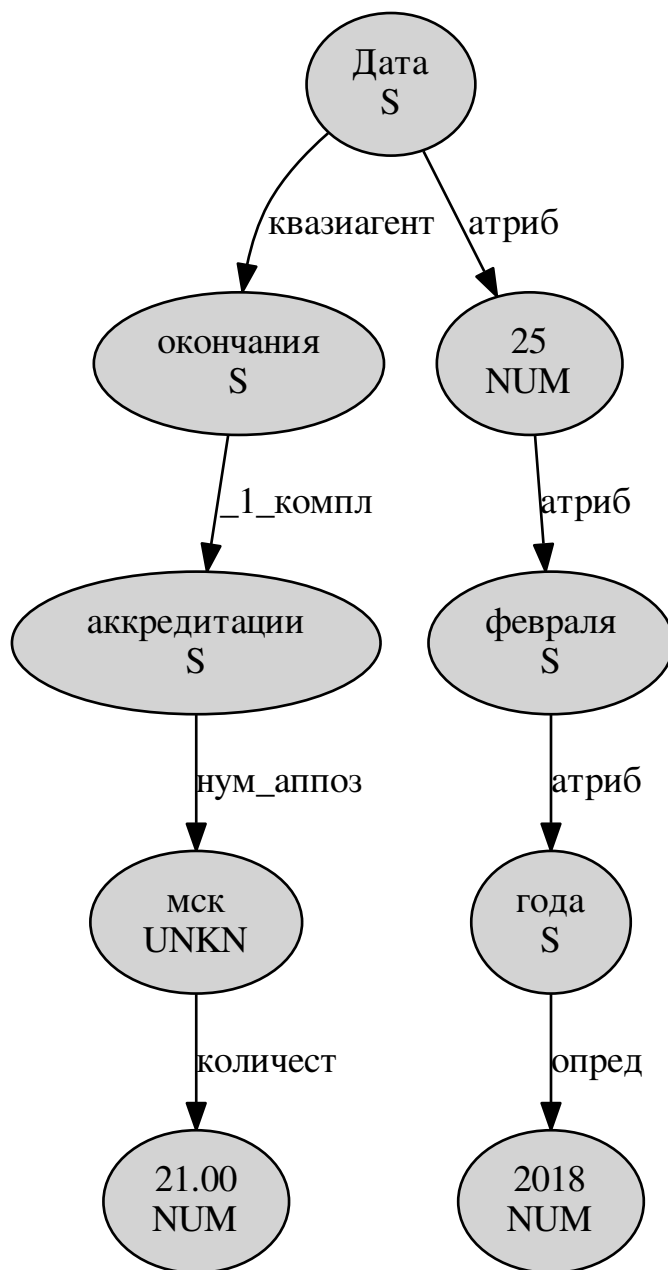 Дата
S
квазиагент атриб
окончания
S
25
NUM
_1_компл атриб
аккредитации
S
февраля
S
нум_аппоз атриб
мск
UNKN
года
S
количест опред
21.00
NUM
2018
NUM